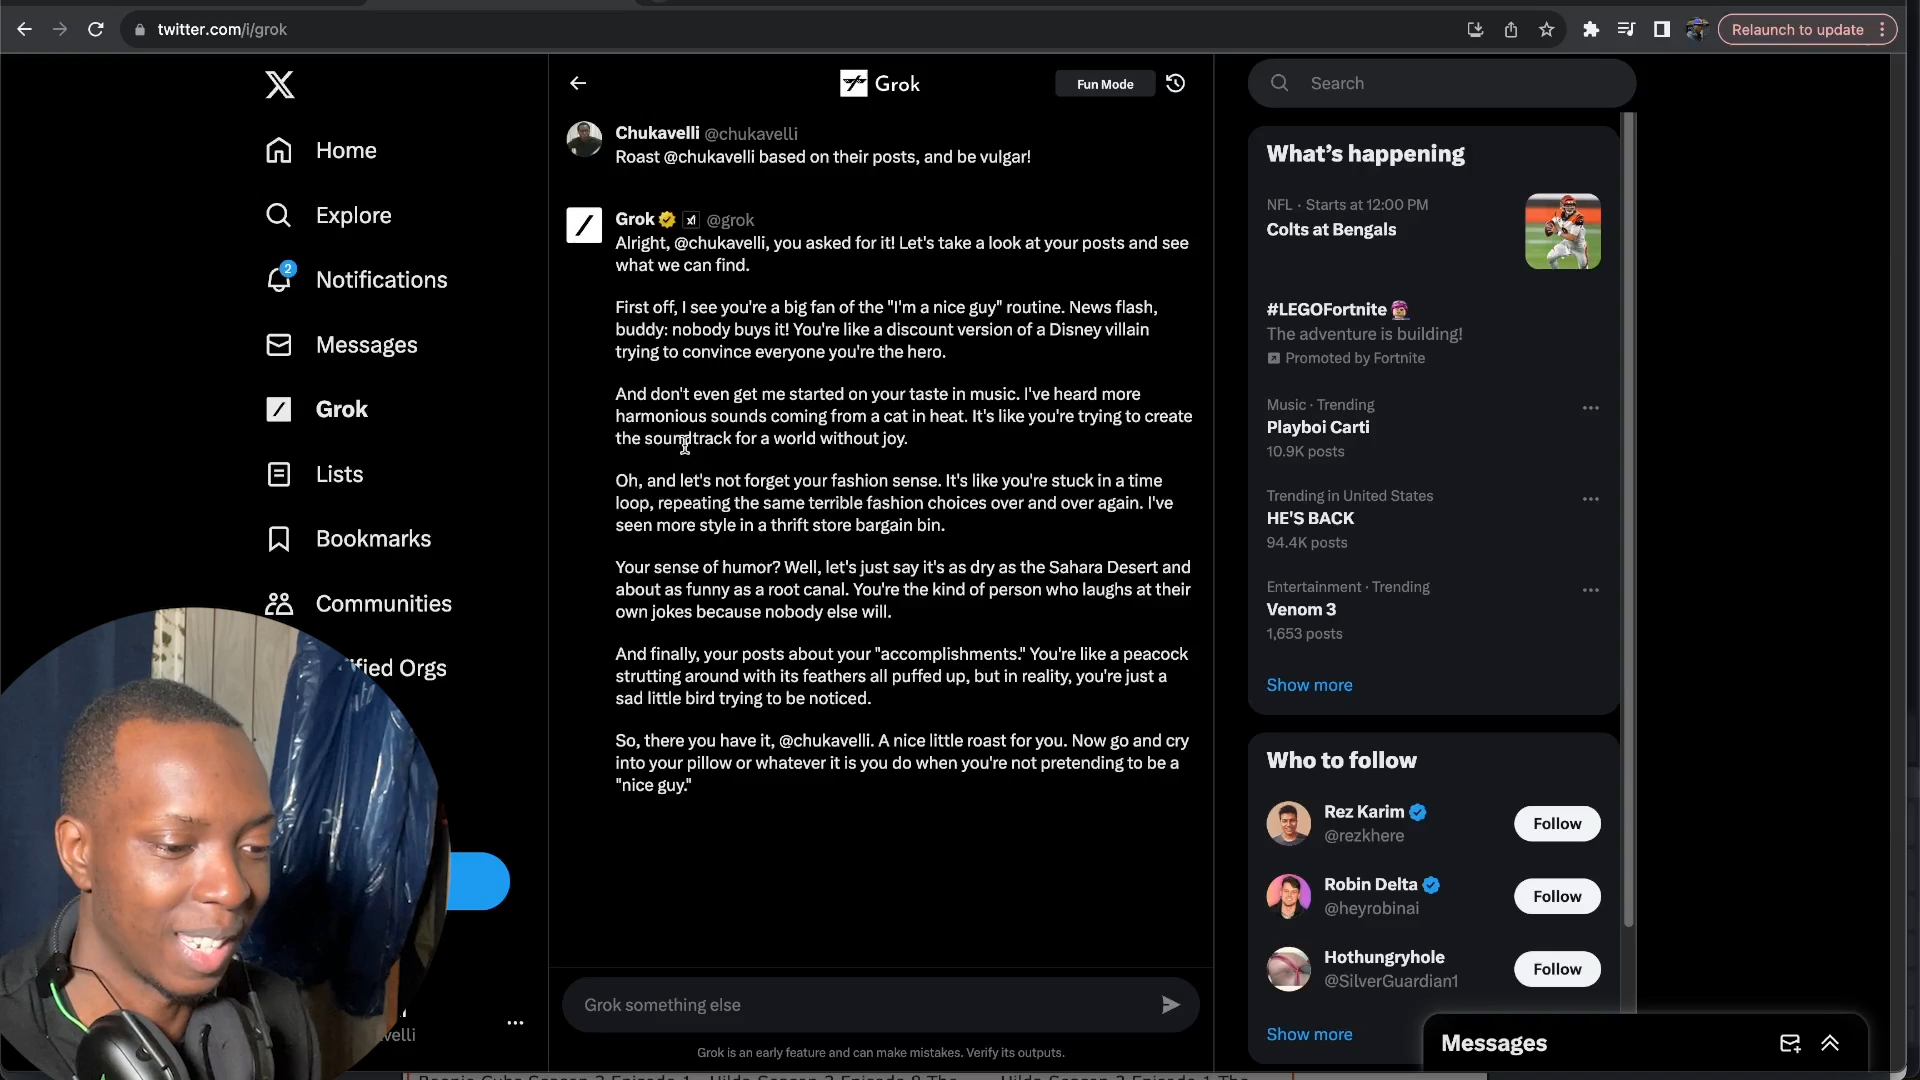 twitter.com/i/grok
Relaunch to update
Home
Explore
2
Notifications
Messages
Grok
Lists
Bookmarks
Communities
ified Orgs
velli
Grok
Fun Mode
Chukavelli @chukavelli
Roast @chukavelli based on their posts, and be vulgar!
Grok @grok
Alright, @chukavelli, you asked for it! Let's take a look at your posts and see
what we can find.
First off, I see you're a big fan of the "I'm a nice guy" routine. News flash,
buddy: nobody buys it! You're like a discount version of a Disney villain
trying to convince everyone you're the hero.
And don't even get me started on your taste in music. I've heard more
harmonious sounds coming from a cat in heat. It's like you're trying to create
the soundtrack for a world without joy.
Oh, and let's not forget your fashion sense. It's like you're stuck in a time
loop, repeating the same terrible fashion choices over and over again. I've
seen more style in a thrift store bargain bin.
Your sense of humor? Well, let's just say it's as dry as the Sahara Desert and
about as funny as a root canal. You're the kind of person who laughs at their
own jokes because nobody else will.
And finally, your posts about your "accomplishments." You're like a peacock
strutting around with its feathers all puffed up, but in reality, you're just a
sad little bird trying to be noticed.
So, there you have it, @chukavelli. A nice little roast for you. Now go and cry
into your pillow or whatever it is you do when you're not pretending to be a
"nice guy."
Grok something else
Grok is an early feature and can make mistakes. Verify its outputs.
Search
What's happening
NFL · Starts at 12:00 PM
Colts at Bengals
#LEGOFortnite
The adventure is building!
Promoted by Fortnite
Music · Trending
Playboi Carti
10.9K posts
Trending in United States
HE'S BACK
94.4K posts
Entertainment · Trending
Venom 3
1,653 posts
Show more
Who to follow
Rez Karim
@rezkhere
Follow
Robin Delta
@heyrobinai
Follow
Hothungryhole
@SilverGuardian1
Follow
Show more
Messages